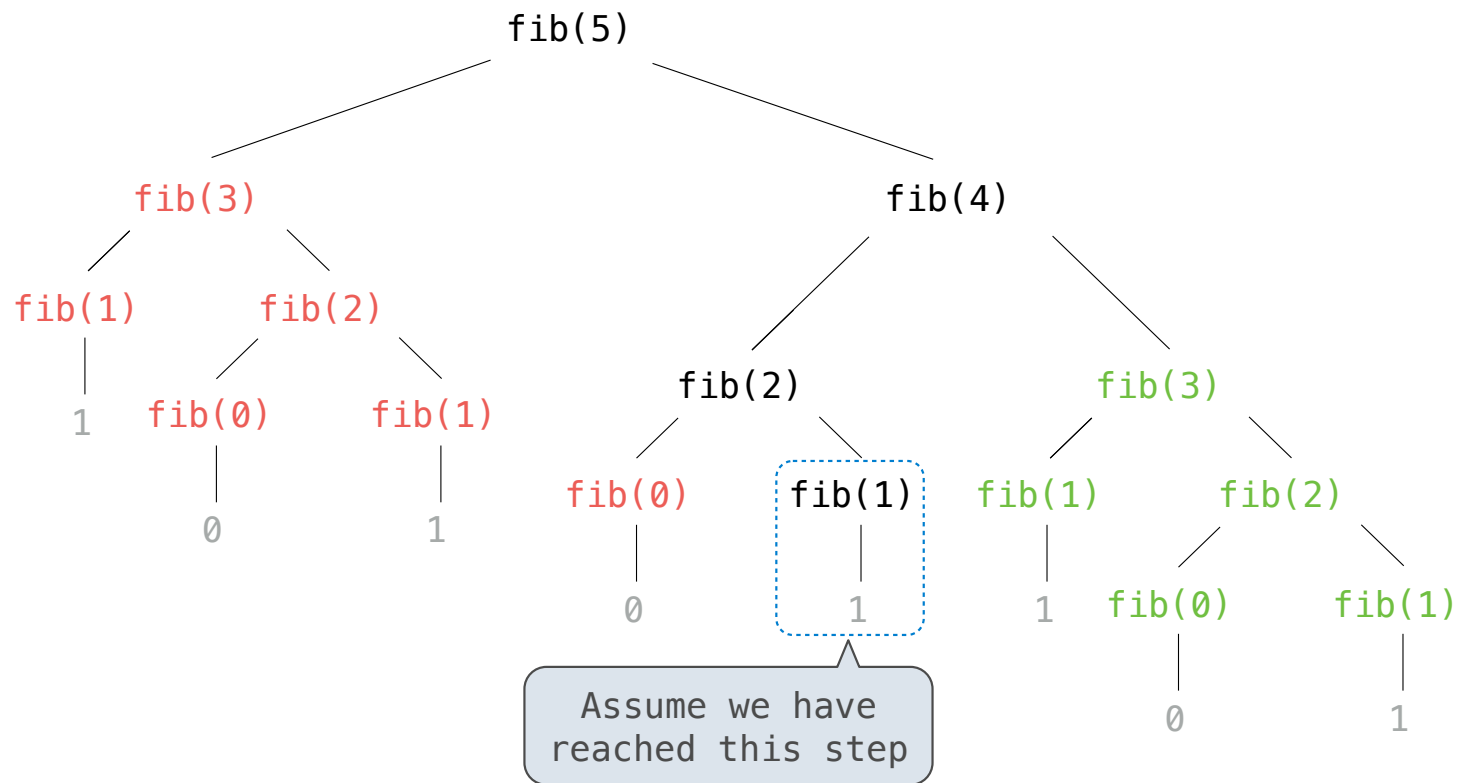 fib(5)
fib(3) fib(4)
fib(1) fib(2)
fib(2) fib(3)
1 fib(0) fib(1)
fib(0) fib(1) fib(1) fib(2)
0 1
0 1 1 fib(0) fib(1)
Assume we have
reached this step
0 1